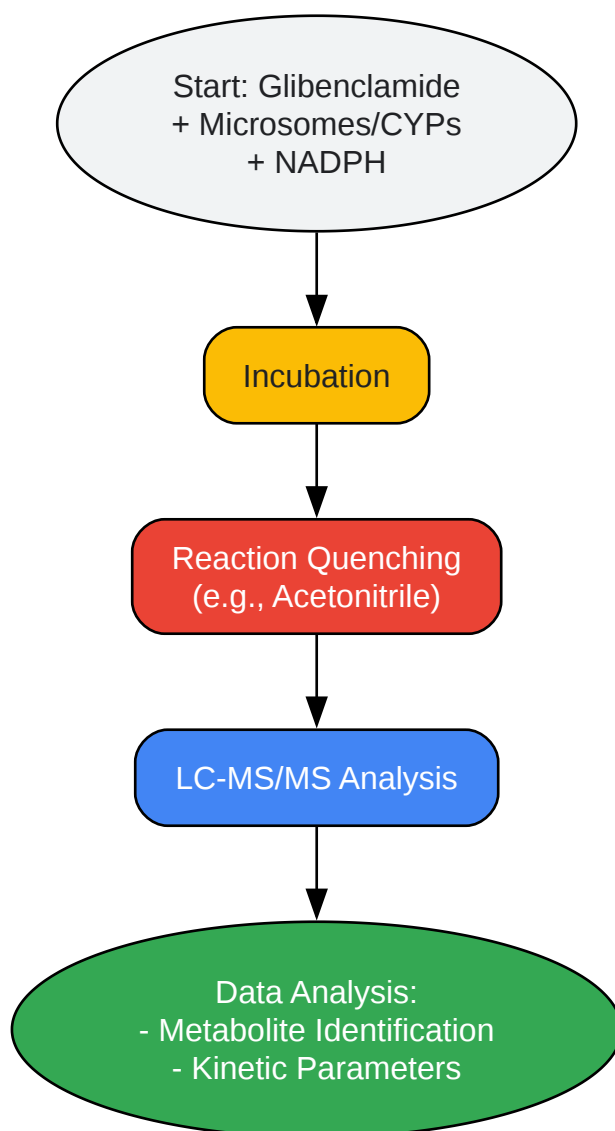 Start: Glibenclamide
+ Microsomes/CYPs
+ NADPH
Incubation
Reaction Quenching
(e.g., Acetonitrile)
LC-MS/MS Analysis
Data Analysis:
- Metabolite Identification
- Kinetic Parameters